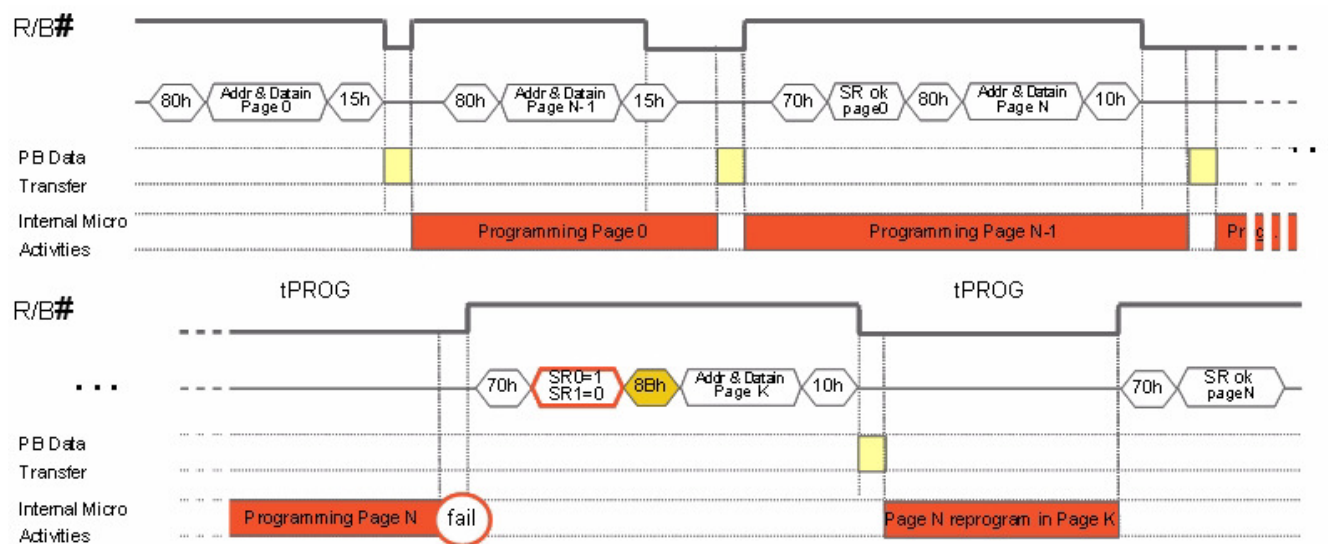 R/B#
80h
Addr & Datain
Page 0
15h
80h
Addr & Datain
Page N-1
15h
70h
SR ok
page0
80h
Addr & Datain
Page N
10h
PB Data
Transfer
. .
Internal Micro
Activities
Programming Page 0
Programming Page N-1
tPROG
tPROG
R/B#
. . .
70h
SR0=1
SR1=0
8Bh
Addr & Datain
Page K
10h
70h
SR ok
pageN
PB Data
Transfer
Internal Micro
Activities
Programming Page N
fail
Page N reprogram in Page K